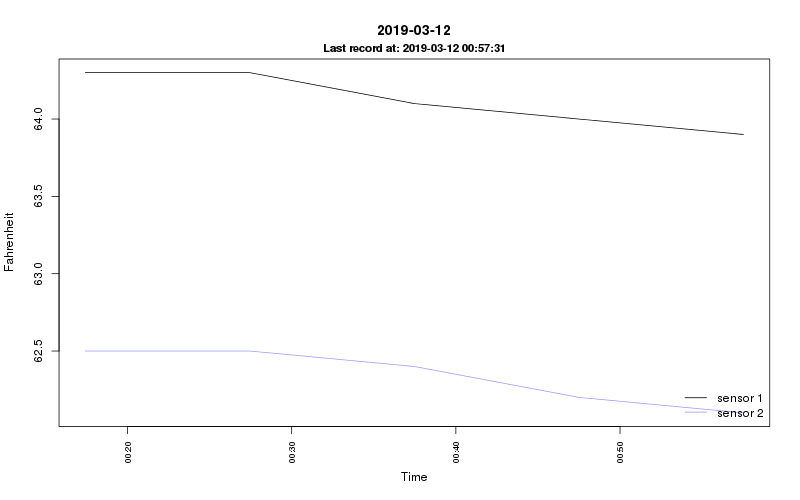 2019-03-12
Last record at: 2019-03-12 00:57:31
64.0
63.5
63.0
62.5
Fahrenheit
sensor 1
sensor 2
00:20
00:30
00:40
00:50
Time